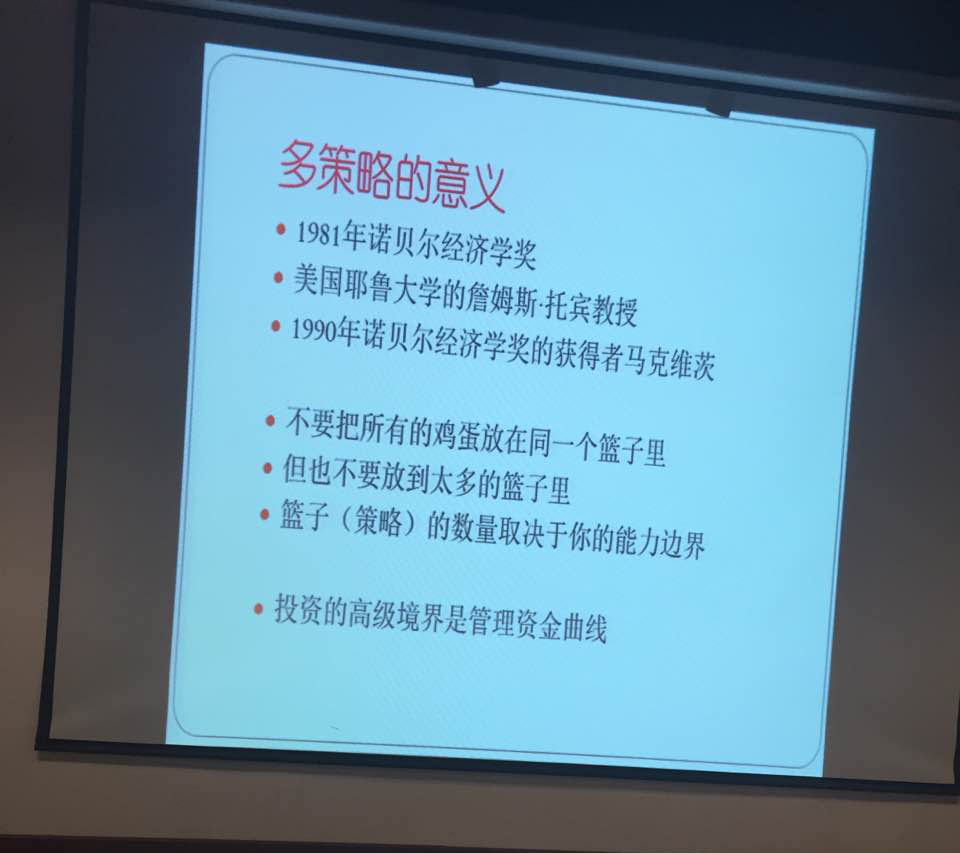 多策略的意义
• 1981年诺贝尔经济学奖
• 美国耶鲁大学的詹姆斯·托宾教授
• 1990年诺贝尔经济学奖的获得者马克维茨
• 不要把所有的鸡蛋放在同一个篮子里
• 但也不要放到太多的篮子里
• 篮子（策略）的数量取决于你的能力边界
• 投资的高级境界是管理资金曲线